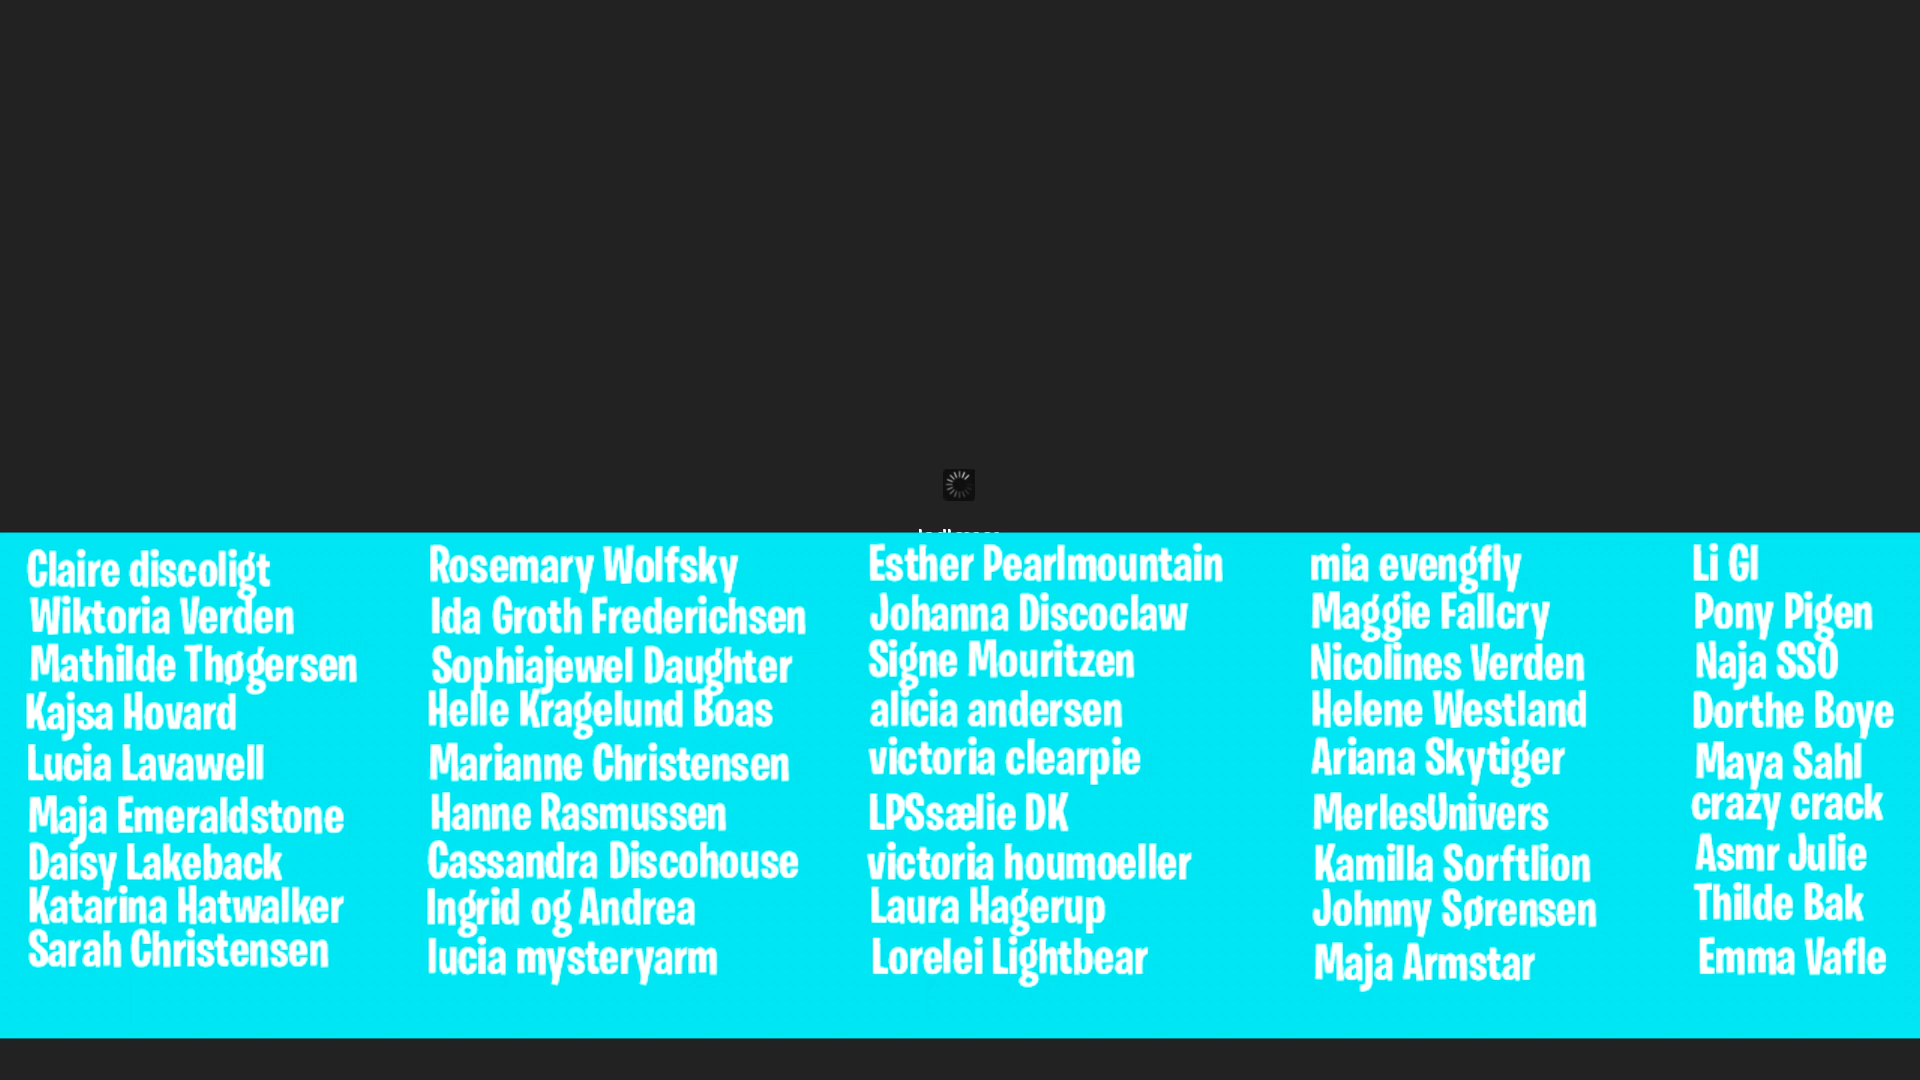 Claire discoligt
Wiktoria Verden
Mathilde Thøgersen
Kajsa Hovard
Lucia Lavawell
Maja Emeraldstone
Daisy Lakeback
Katarina Hatwalker
Sarah Christensen
Rosemary Wolfsky
Ida Groth Frederichsen
Sophiajewel Daughter
Helle Kragelund Boas
Marianne Christensen
Hanne Rasmussen
Cassandra Discohouse
Ingrid og Andrea
lucia mysteryarm
Esther Pearlmountain
Johanna Discoclaw
Signe Mouritzen
alicia andersen
victoria clearpie
LPSsælie DK
victoria houmoeller
Laura Hagerup
Lorelei Lightbear
mia evengfly
Maggie Fallcry
Nicolines Verden
Helene Westland
Ariana Skytiger
MerlesUnivers
Kamilla Sorftlion
Johnny Sørensen
Maja Armstar
Li Gl
Pony Pigen
Naja SSO
Dorthe Boye
Maya Sahl
crazy crack
Asmr Julie
Thilde Bak
Emma Vafle